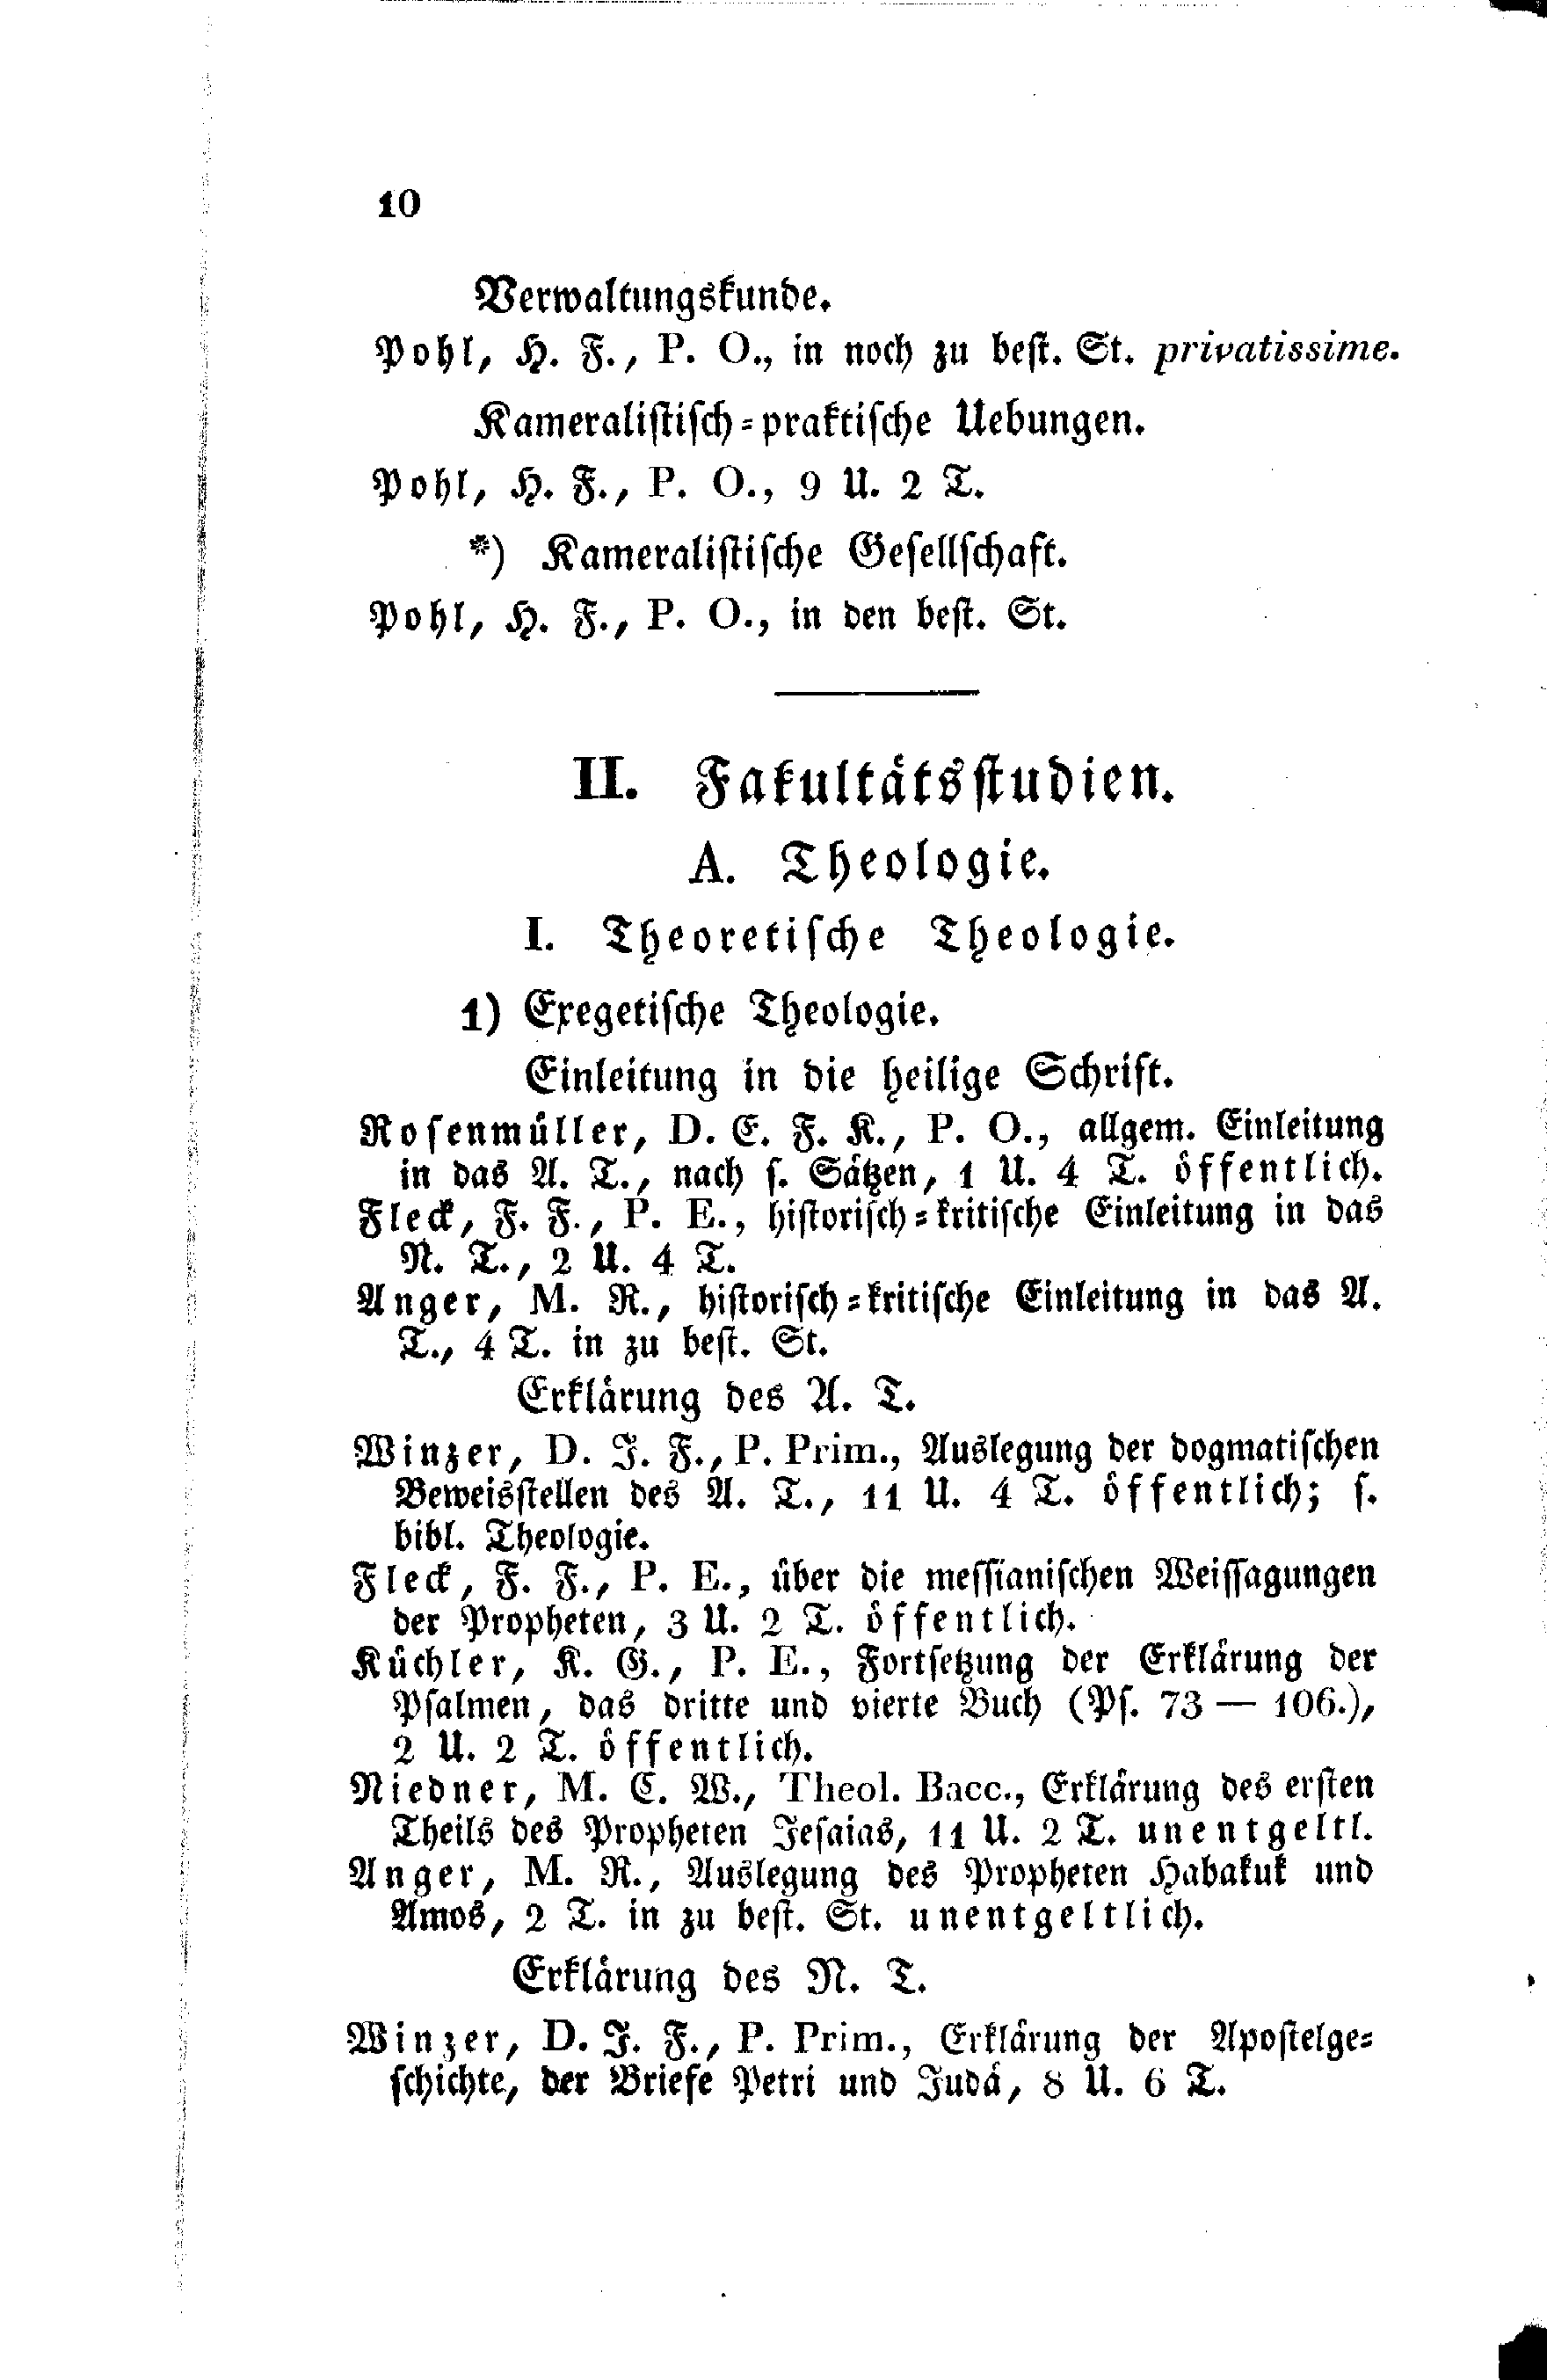 10
Verwaltungskunde.
Pohl, H. F., P. O., in noch zu best. St. privatissime.
Kameralistisch-praktische Uebungen.
Pohl, H. F., P. O., 9 U. 2 T.
*) Kameralistische Gesellschaft.
Pohl, H. F., P. O., in den best. St.
II. Fakultätsstudien.
A. Theologie.
I. Theoretische Theologie.
1) Exegetische Theologie.
Einleitung in die heilige Schrift.
Rosenmüller, D. E. F. K., P. O., allgem. Einleitung
in das A. T., nach s. Sätzen, 1 U. 4 T. öffentlich.
Fleck, F. F., P. E., historisch-kritische Einleitung in das
N. T., 2 U. 4 T.
Anger, M. R., historisch-kritische Einleitung in das A.
T., 4 T. in zu best. St.
Erklärung des A. T.
Winzer, D. J. F., P. Prim., Auslegung der dogmatischen
Beweisstellen des A. T., 11 U. 4 T. öffentlich; s.
bibl. Theologie.
Fleck, F. F., P. E., über die messianischen Weissagungen
der Propheten, 3 U. 2 T. öffentlich.
Küchler, K. G., P. E., Fortsetzung der Erklärung der
Psalmen, das dritte und vierte Buch (Ps. 73 — 106.),
2 U. 2 T. öffentlich.
Niedner, M. C. W., Theol. Bacc., Erklärung des ersten
Theils des Propheten Jesaias, 11 U. 2 T. unentgeltl.
Anger, M. R., Auslegung des Propheten Habakuk und
Amos, 2 T. in zu best. St. unentgeltlich.
Erklärung des N. T.
Winzer, D. J. F., P. Prim., Erklärung der Apostelge-
schichte, der Briefe Petri und Judä, 8 U. 6 T.